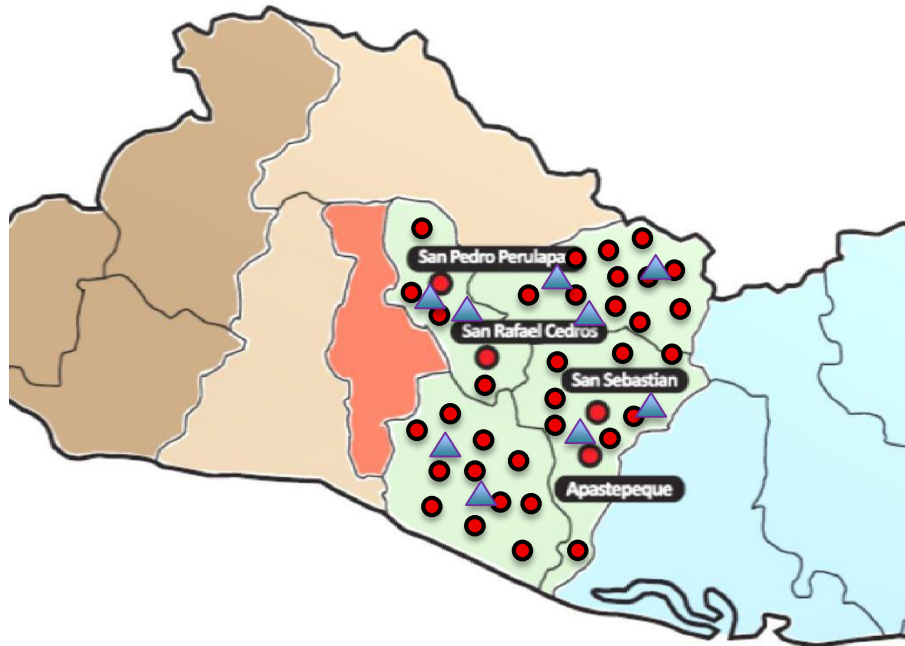 San Pedro Perulapa
San Rafael Cedros
San Sebastian
Apastepeque